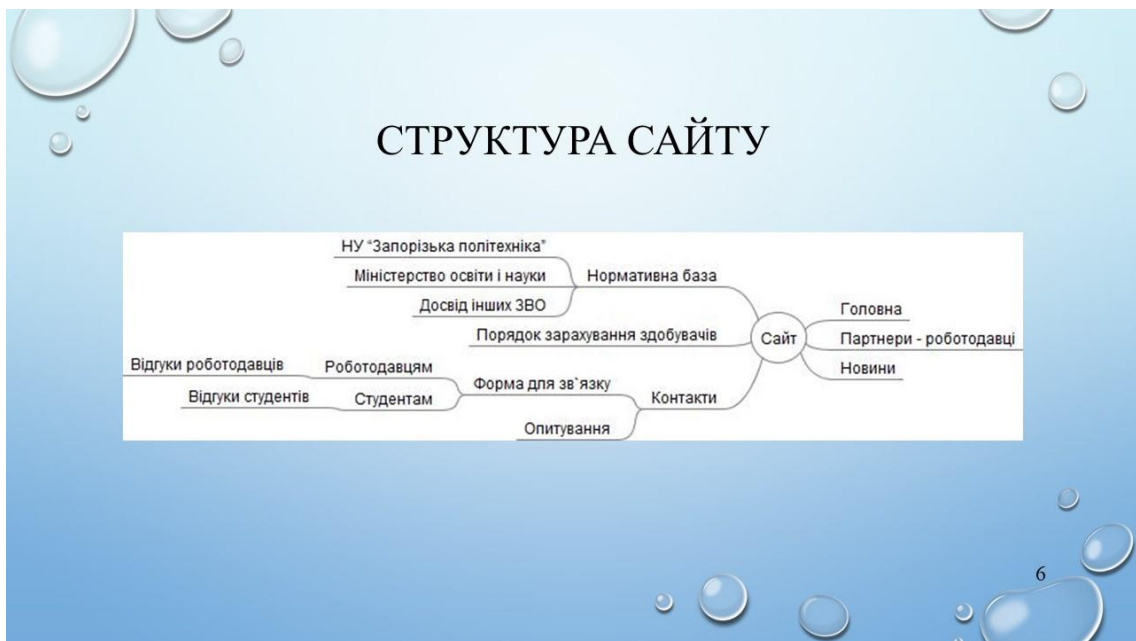 СТРУКТУРА САЙТУ
НУ “Запорізька політехніка”
Міністерство освіти і науки
Досвід інших ЗВО
Нормативна база
Порядок зарахування здобувачів
Відгуки роботодавців
Роботодавцям
Відгуки студентів
Студентам
Форма для зв`язку
Опитування
Контакти
Сайт
Головна
Партнери - роботодавці
Новини
6